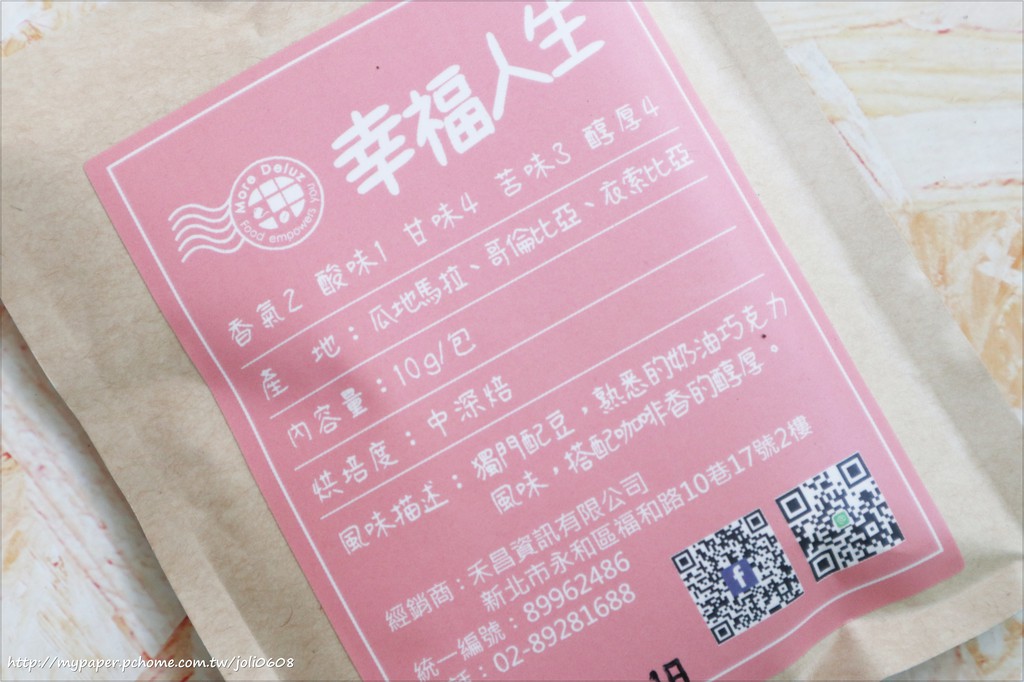 幸福人生
More Deluz
Food empowers you
香氣2 酸味1 甘味4 苦味3 醇厚4
產 地：瓜地馬拉、哥倫比亞、衣索比亞
內容量：10g/包
烘培度：中深焙
風味描述：獨門配豆，熟悉的奶油巧克力
風味，搭配咖啡香的醇厚。
經銷商：禾昌資訊有限公司
新北市永和區福和路10巷17號2樓
統一編號：89962486
話：02-89281688
http://mypaper.pchome.com.tw/joli0608